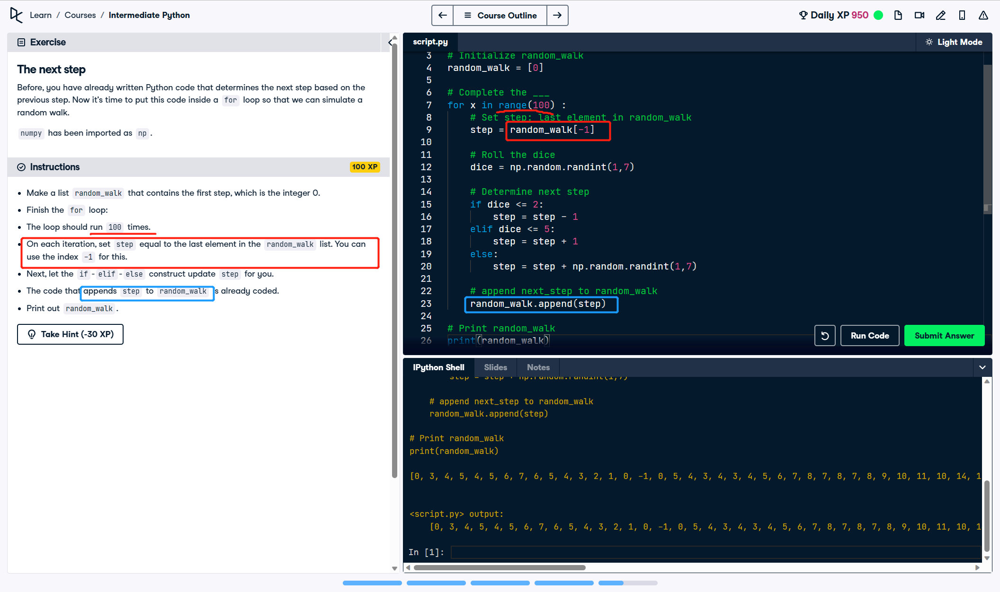 Learn / Courses / Intermediate Python
Course Outline
Daily XP 950
Exercise
The next step
Before, you have already written Python code that determines the next step based on the
previous step. Now it's time to put this code inside a for loop so that we can simulate a
random walk.
numpy has been imported as np .
Instructions
100 XP
Make a list random_walk that contains the first step, which is the integer 0.
Finish the for loop:
The loop should run 100 times.
On each iteration, set step equal to the last element in the random_walk list. You can
use the index -1 for this.
Next, let the if - elif - else construct update step for you.
The code that appends step to random_walk s already coded.
Print out random_walk .
Take Hint (-30 XP)
script.py
Light Mode
3 # Initialize random_walk
4 random_walk = [0]
5
6 # Complete the ___
7 for x in range(100) :
8 # Set step: last element in random_walk
9 step = random_walk[-1]
10
11 # Roll the dice
12 dice = np.random.randint(1,7)
13
14 # Determine next step
15 if dice <= 2:
16 step = step - 1
17 elif dice <= 5:
18 step = step + 1
19 else:
20 step = step + np.random.randint(1,7)
21
22 # append next_step to random_walk
23 random_walk.append(step)
24
25 # Print random_walk
26 print(random_walk)
Run Code
Submit Answer
IPython Shell
Slides
Notes
step = step + np.random.randint(1,7)
# append next_step to random_walk
random_walk.append(step)
# Print random_walk
print(random_walk)
[0, 3, 4, 5, 4, 5, 6, 7, 6, 5, 4, 3, 2, 1, 0, -1, 0, 5, 4, 3, 4, 3, 4, 5, 6, 7, 8, 7, 8, 7, 8, 9, 10, 11, 10, 14, 1
<script.py> output:
[0, 3, 4, 5, 4, 5, 6, 7, 6, 5, 4, 3, 2, 1, 0, -1, 0, 5, 4, 3, 4, 3, 4, 5, 6, 7, 8, 7, 8, 7, 8, 9, 10, 11, 10, 1
In [1]: